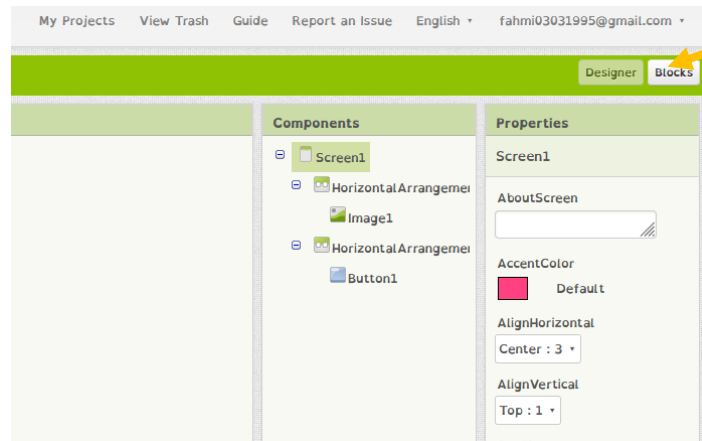 My Projects View Trash Guide Report an Issue English fahmi03031995@gmail.com
Designer Blocks
Components
Screen1
HorizontalArrangemer
Image1
HorizontalArrangemer
Button1
Properties
Screen1
AboutScreen
AccentColor
Default
AlignHorizontal
Center : 3
AlignVertical
Top : 1